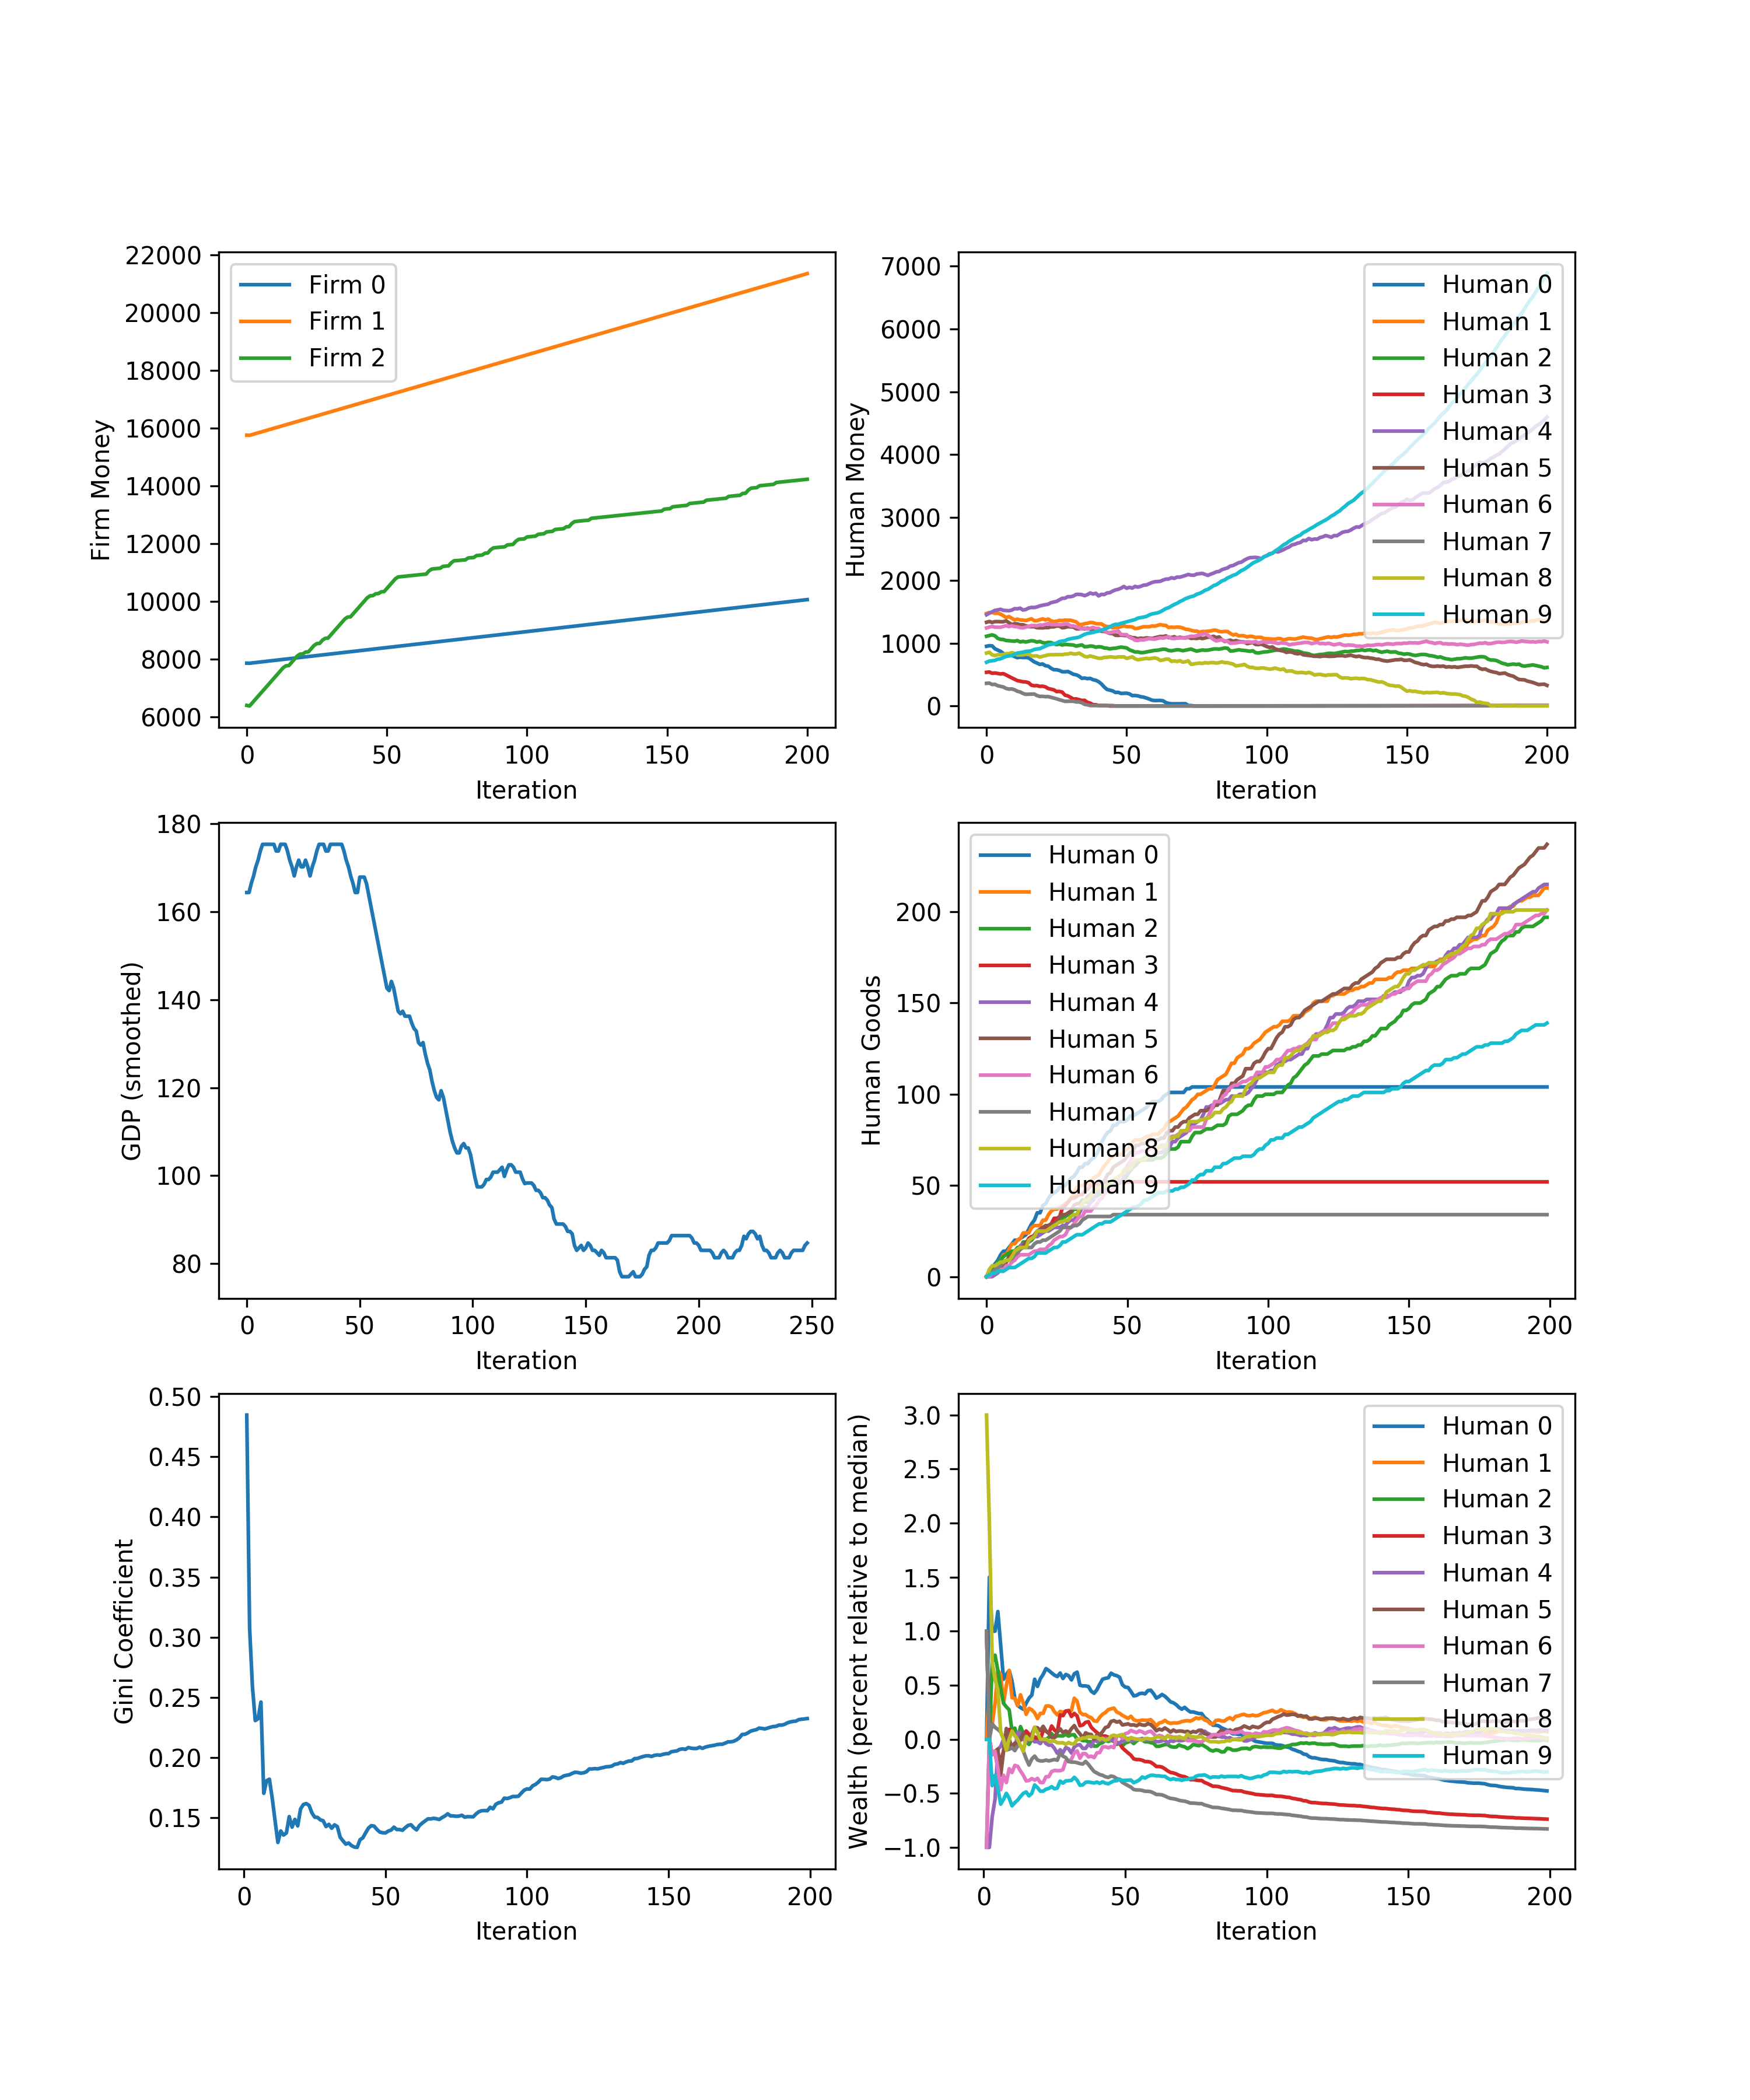 22000
20000
18000
16000
14000
12000
10000
8000
6000
Firm Money
Firm 0
Firm 1
Firm 2
0 50 100 150 200
Iteration
7000
6000
5000
4000
3000
2000
1000
0
Human Money
Human 0
Human 1
Human 2
Human 3
Human 4
Human 5
Human 6
Human 7
Human 8
Human 9
0 50 100 150 200
Iteration
180
160
140
120
100
80
GDP (smoothed)
0 50 100 150 200 250
Iteration
200
150
100
50
0
Human Goods
Human 0
Human 1
Human 2
Human 3
Human 4
Human 5
Human 6
Human 7
Human 8
Human 9
0 50 100 150 200
Iteration
0.50
0.45
0.40
0.35
0.30
0.25
0.20
0.15
Gini Coefficient
0 50 100 150 200
Iteration
3.0
2.5
2.0
1.5
1.0
0.5
0.0
−0.5
−1.0
Wealth (percent relative to median)
Human 0
Human 1
Human 2
Human 3
Human 4
Human 5
Human 6
Human 7
Human 8
Human 9
0 50 100 150 200
Iteration